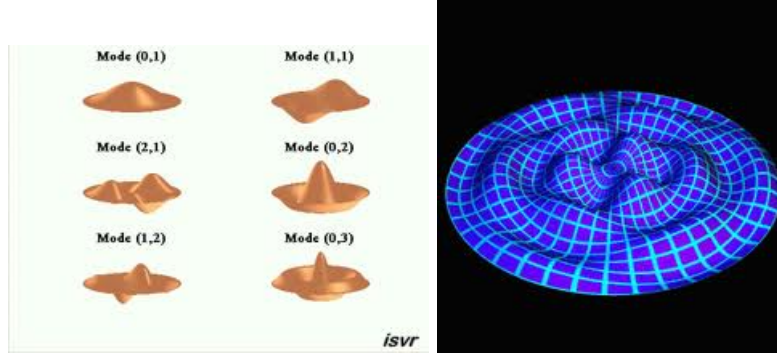 Mode (0,1)
Mode (1,1)
Mode (2,1)
Mode (0,2)
Mode (1,2)
Mode (0,3)
isvr